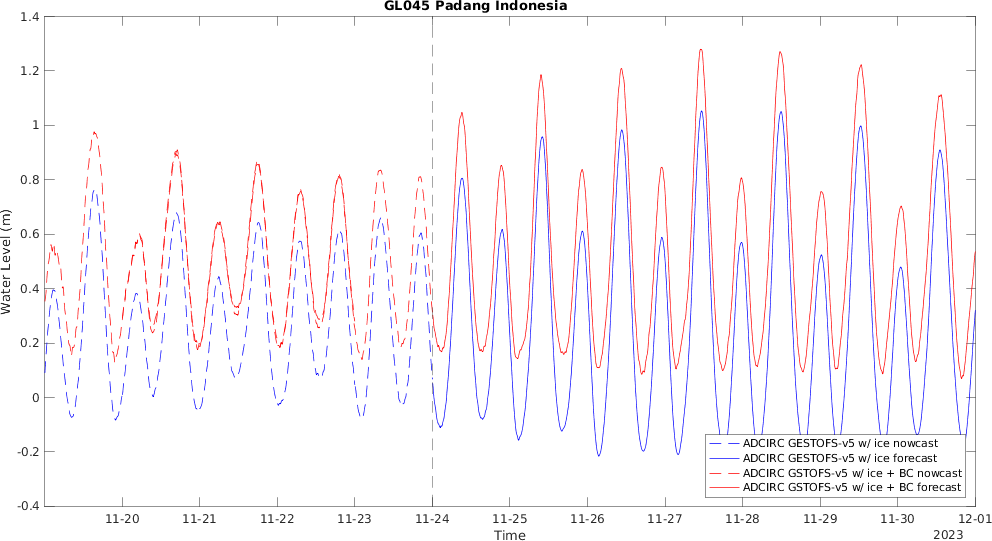 GL045 Padang Indonesia
1.4
1.2
1
0.8
0.6
0.4
0.2
0
-0.2
-0.4
Water Level (m)
ADCIRC GESTOFS-v5 w/ ice nowcast
ADCIRC GESTOFS-v5 w/ ice forecast
ADCIRC GSTOFS-v5 w/ ice + BC nowcast
ADCIRC GSTOFS-v5 w/ ice + BC forecast
11-20 11-21 11-22 11-23 11-24 11-25 11-26 11-27 11-28 11-29 11-30 12-01
Time
2023